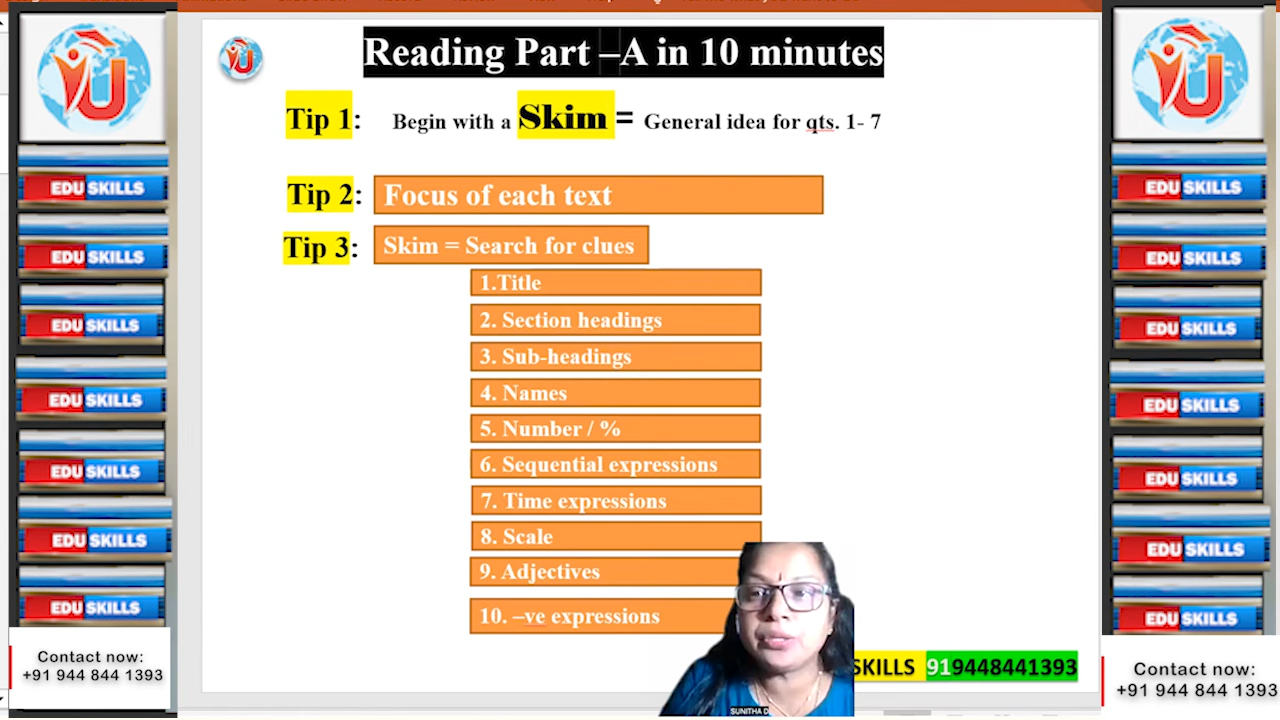 Reading Part –A in 10 minutes
Tip 1: Begin with a Skim = General idea for qts. 1- 7
Tip 2: Focus of each text
Tip 3: Skim = Search for clues
1.Title
2. Section headings
3. Sub-headings
4. Names
5. Number / %
6. Sequential expressions
7. Time expressions
8. Scale
9. Adjectives
10. –ve expressions
SKILLS 919448441393
SUNITHA D
EDU SKILLS
EDU SKILLS
EDU SKILLS
EDU SKILLS
EDU SKILLS
EDU SKILLS
EDU SKILLS
Contact now:
+91 944 844 1393
EDU SKILLS
EDU SKILLS
EDU SKILLS
EDU SKILLS
EDU SKILLS
EDU SKILLS
EDU SKILLS
Contact now:
+91 944 844 1393